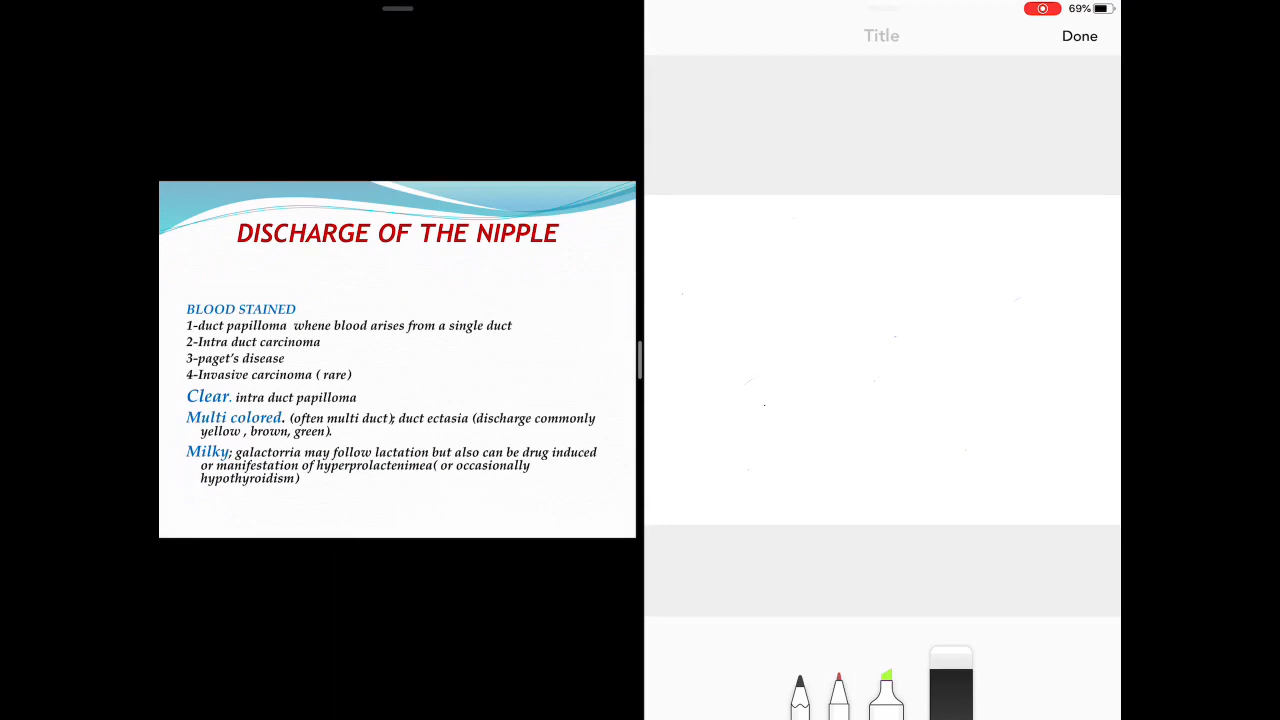 69%
Title
Done
DISCHARGE OF THE NIPPLE
BLOOD STAINED
1-duct papilloma whene blood arises from a single duct
2-Intra duct carcinoma
3-paget's disease
4-Invasive carcinoma ( rare)
Clear. intra duct papilloma
Multi colored. (often multi duct); duct ectasia (discharge commonly
yellow , brown, green).
Milky; galactorria may follow lactation but also can be drug induced
or manifestation of hyperprolactenimea( or occasionally
hypothyroidism)